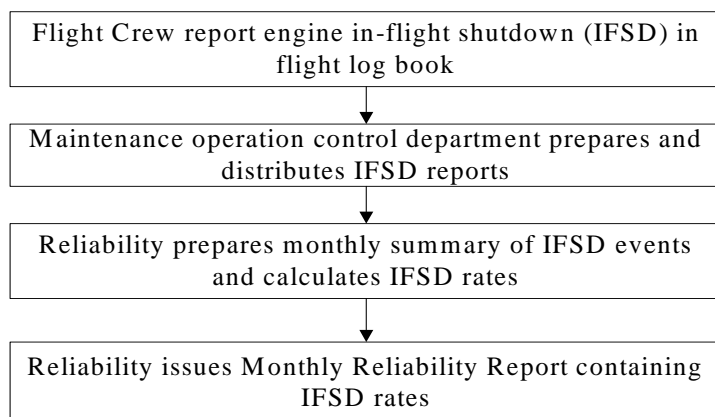 Flight Crew report engine in-flight shutdown (IFSD) in
flight log book
Maintenance operation control department prepares and
distributes IFSD reports
Reliability prepares monthly summary of IFSD events
and calculates IFSD rates
Reliability issues Monthly Reliability Report containing
IFSD rates